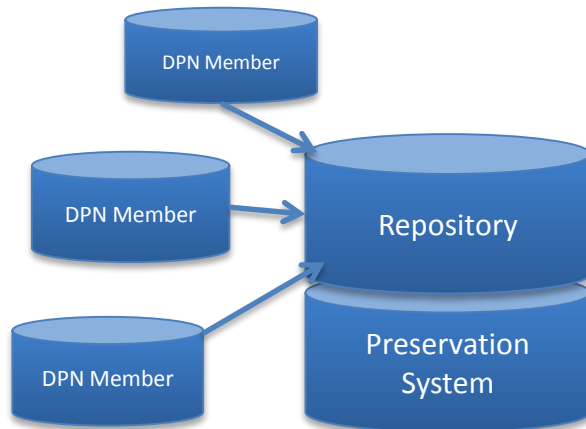 DPN Member
DPN Member
Repository
DPN Member
Preservation
System